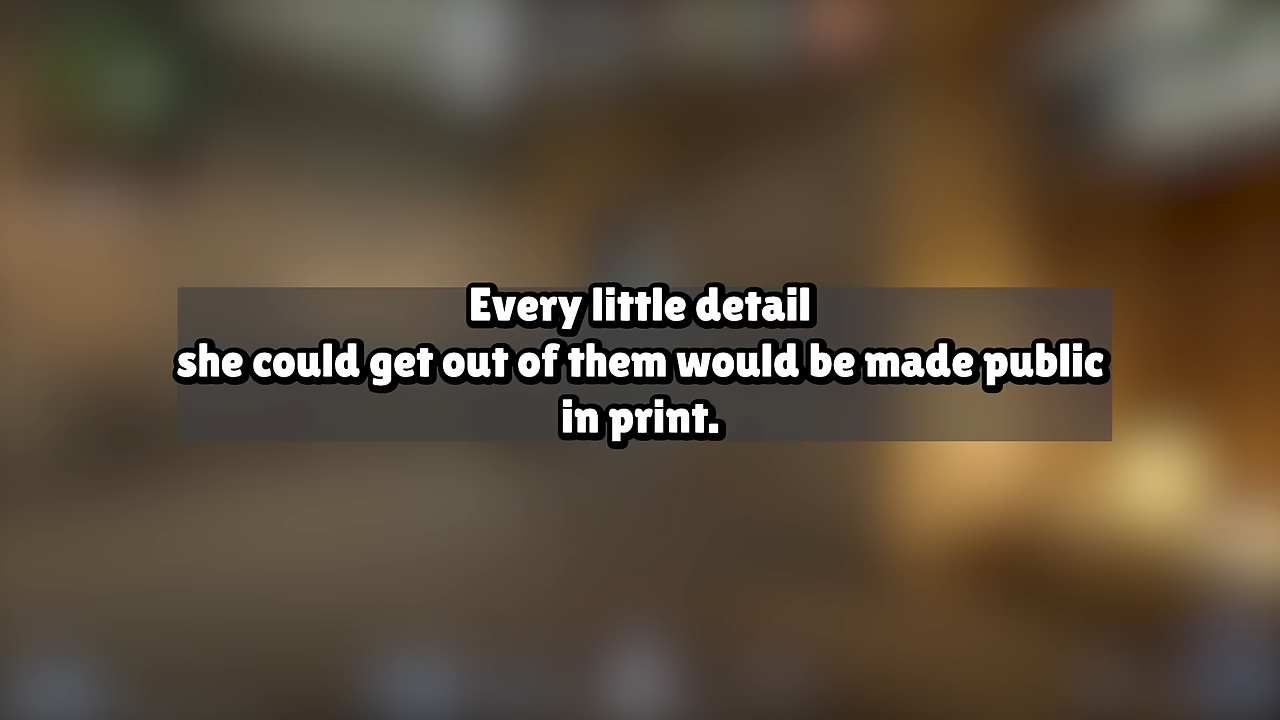 Every little detail
she could get out of them would be made public
in print.